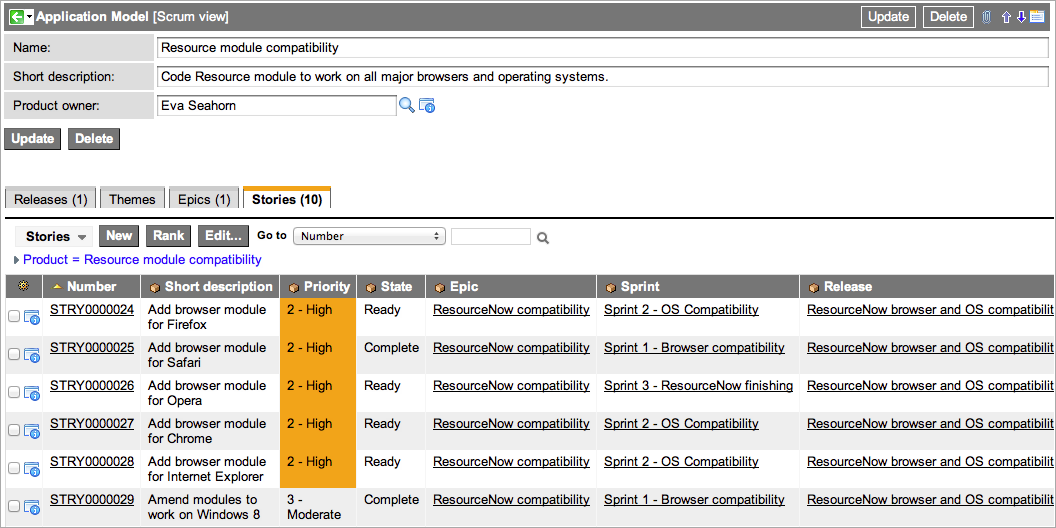 Application Model [Scrum view] Update Delete
Name: Resource module compatibility
Short description: Code Resource module to work on all major browsers and operating systems.
Product owner: Eva Seahorn
Update Delete
Releases (1) Themes Epics (1) Stories (10)
Stories New Rank Edit... Go to Number
Product = Resource module compatibility
Number Short description Priority State Epic Sprint Release
STRY0000024 Add browser module 2 - High Ready ResourceNow compatibility Sprint 2 - OS Compatibility ResourceNow browser and OS compatibilit
for Firefox
STRY0000025 Add browser module 2 - High Complete ResourceNow compatibility Sprint 1 - Browser compatibility ResourceNow browser and OS compatibilit
for Safari
STRY0000026 Add browser module 2 - High Ready ResourceNow compatibility Sprint 3 - ResourceNow finishing ResourceNow browser and OS compatibilit
for Opera
STRY0000027 Add browser module 2 - High Ready ResourceNow compatibility Sprint 2 - OS Compatibility ResourceNow browser and OS compatibilit
for Chrome
STRY0000028 Add browser module 2 - High Ready ResourceNow compatibility Sprint 2 - OS Compatibility ResourceNow browser and OS compatibilit
for Internet Explorer
STRY0000029 Amend modules to 3 - Complete ResourceNow compatibility Sprint 1 - Browser compatibility ResourceNow browser and OS compatibilit
work on Windows 8 Moderate